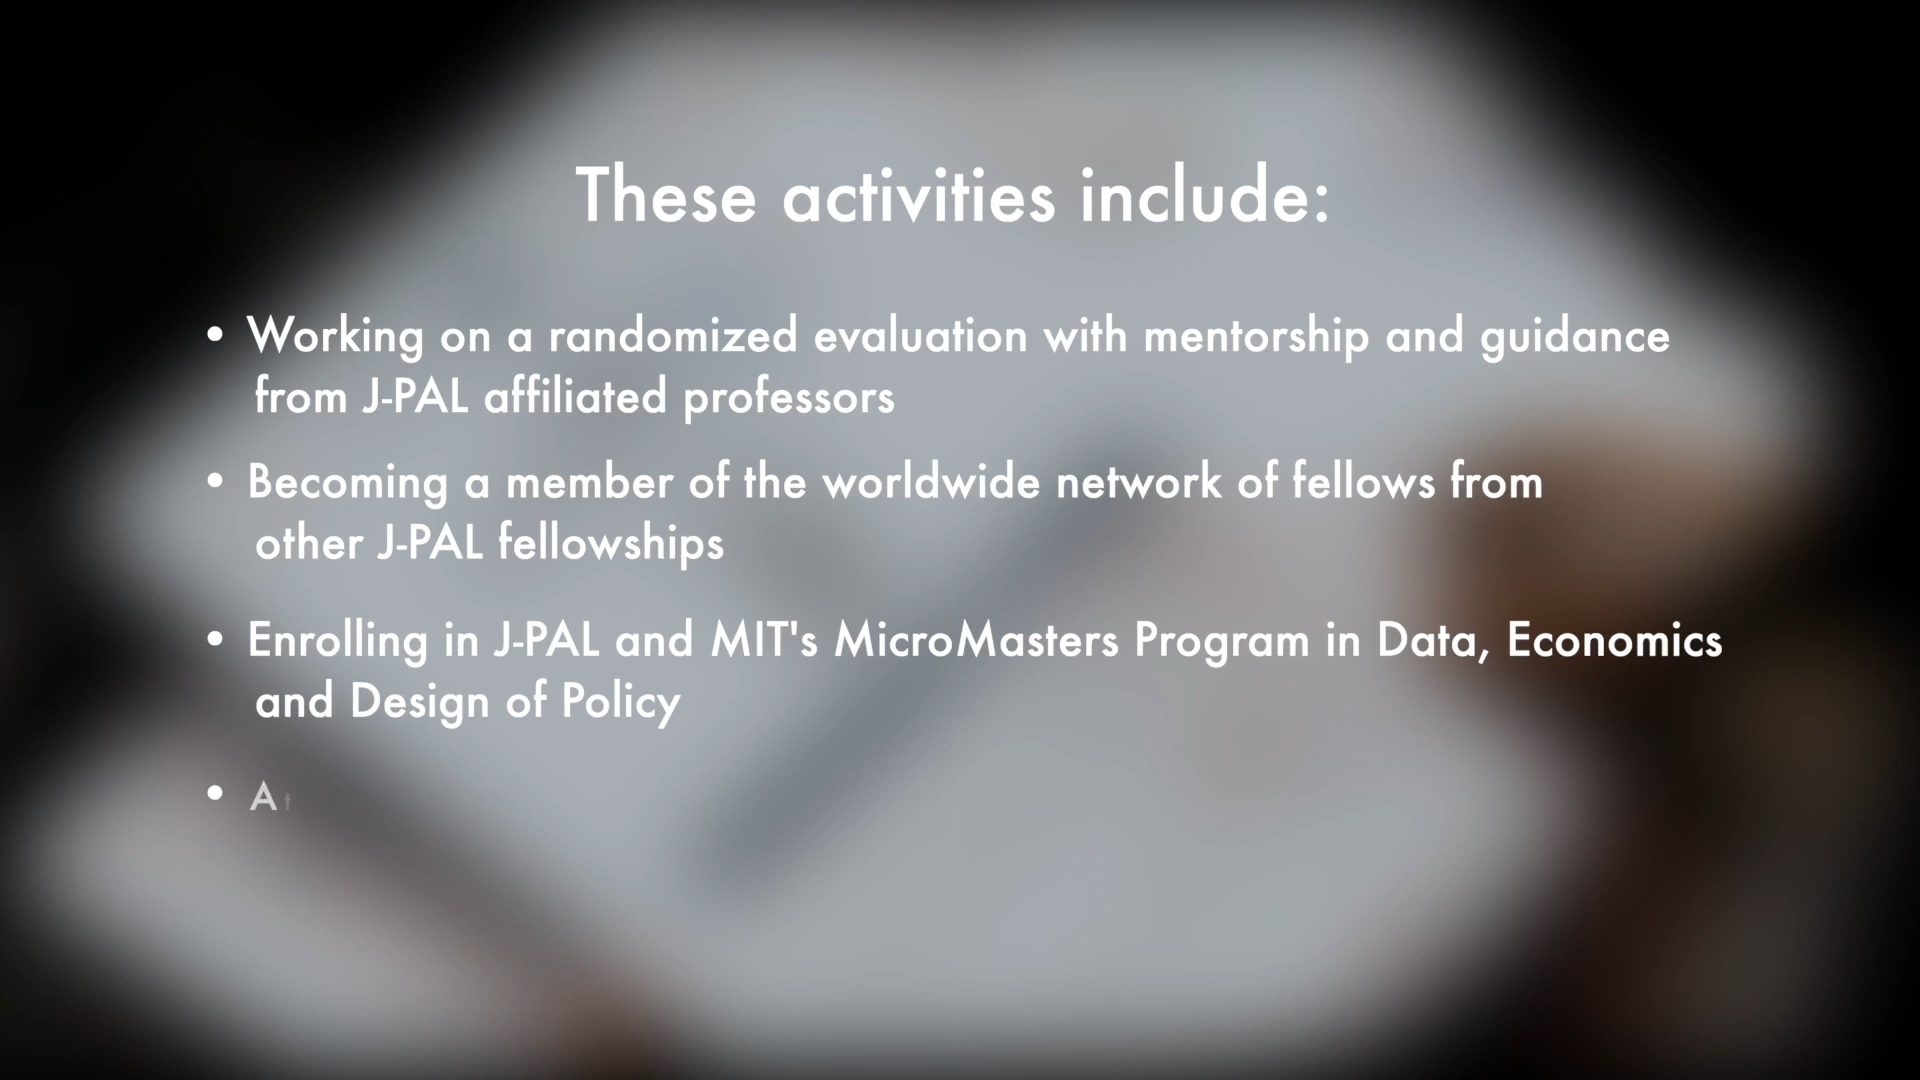 These activities include:
• Working on a randomized evaluation with mentorship and guidance
from J-PAL affiliated professors
• Becoming a member of the worldwide network of fellows from
other J-PAL fellowships
• Enrolling in J-PAL and MIT's MicroMasters Program in Data, Economics
and Design of Policy
• At